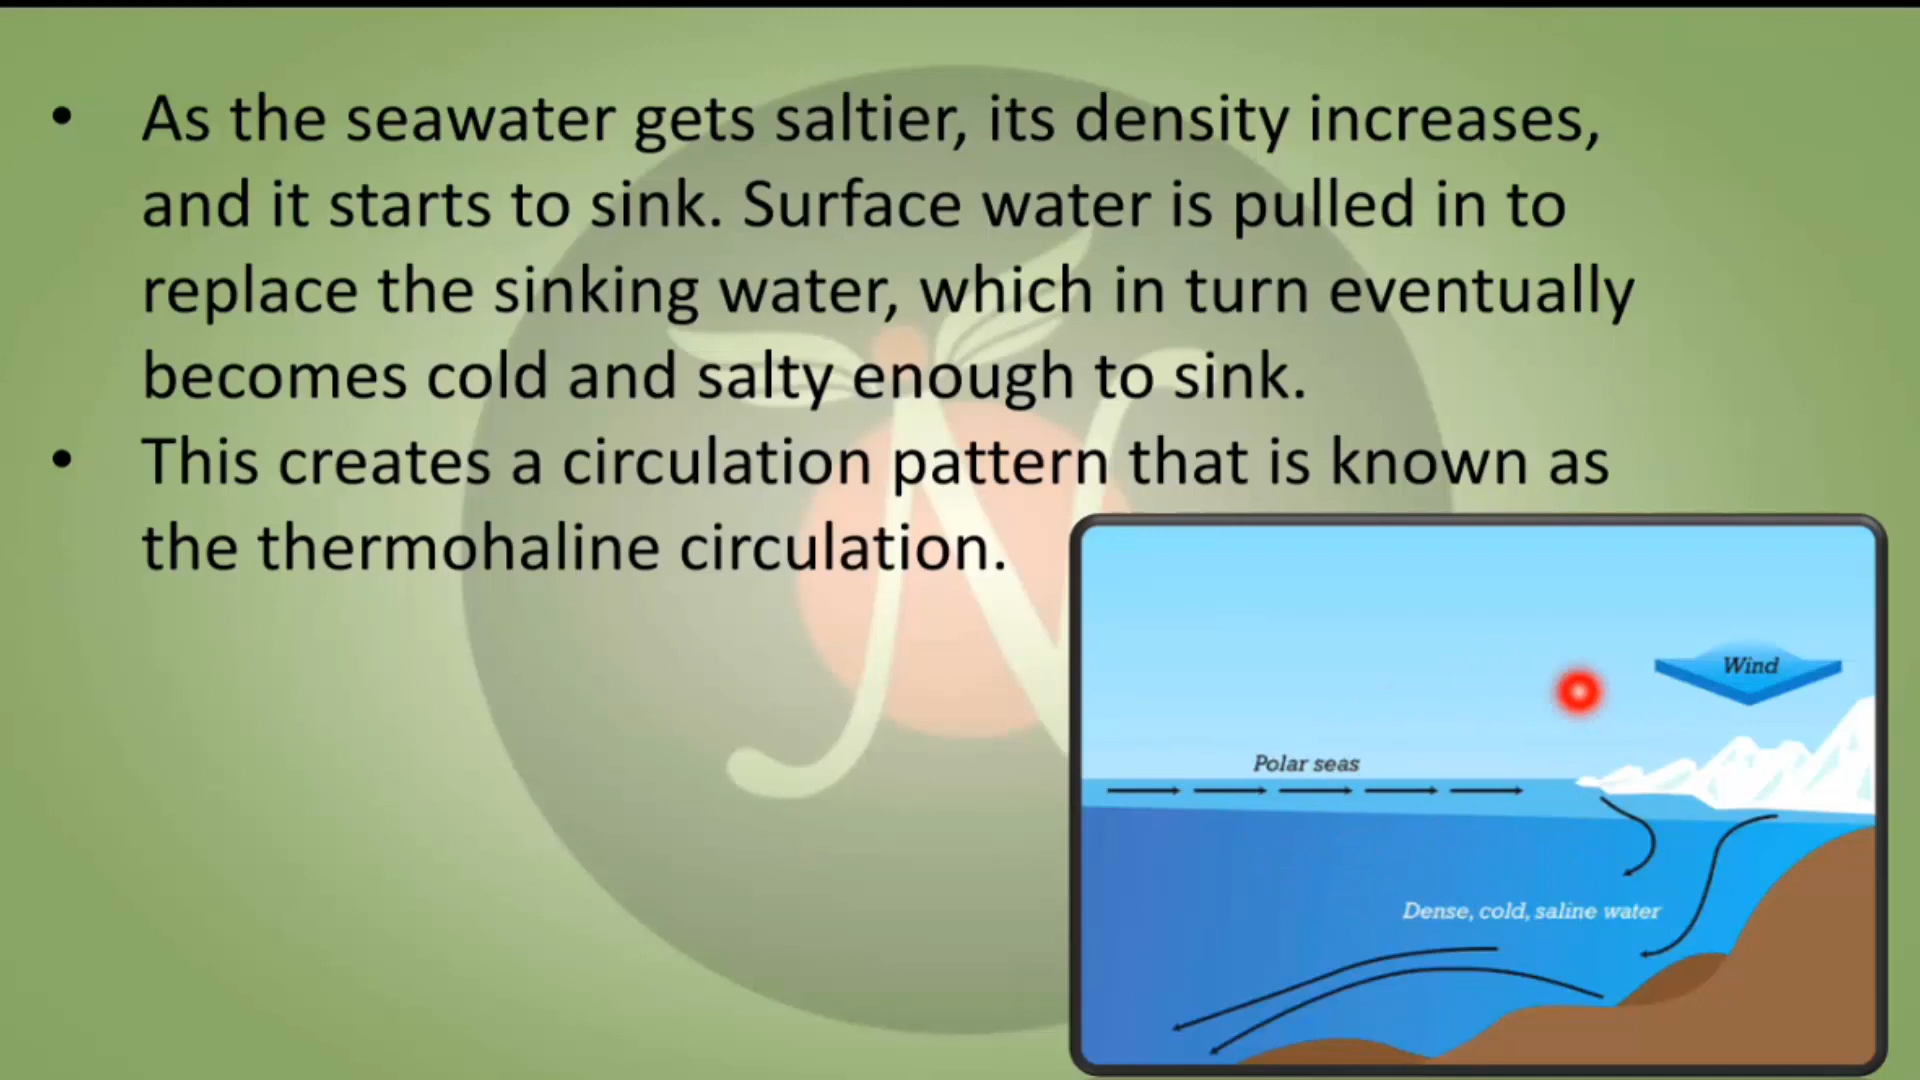 • As the seawater gets saltier, its density increases,
and it starts to sink. Surface water is pulled in to
replace the sinking water, which in turn eventually
becomes cold and salty enough to sink.
• This creates a circulation pattern that is known as
the thermohaline circulation.
Wind
Polar seas
Dense, cold, saline water